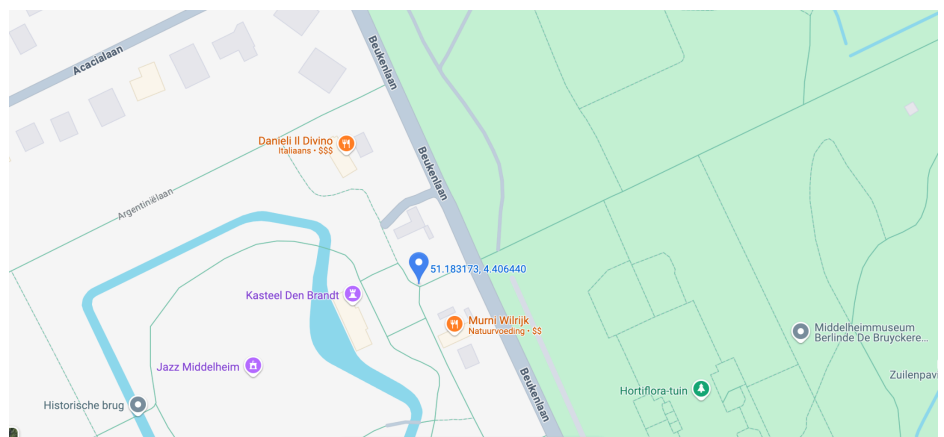 Acacialaan
Beukenlaan
Danieli Il Divino
Italiaans • $$$
Beukenlaan
Argentiniëlaan
51.183173, 4.406440
Kasteel Den Brandt
Murni Wilrijk
Natuurvoeding • $$
Middelheimmuseum
Berlinde De Bruyckere...
Jazz Middelheim
Zuilenpavi
Hortiflora-tuin
Beukenlaan
Historische brug